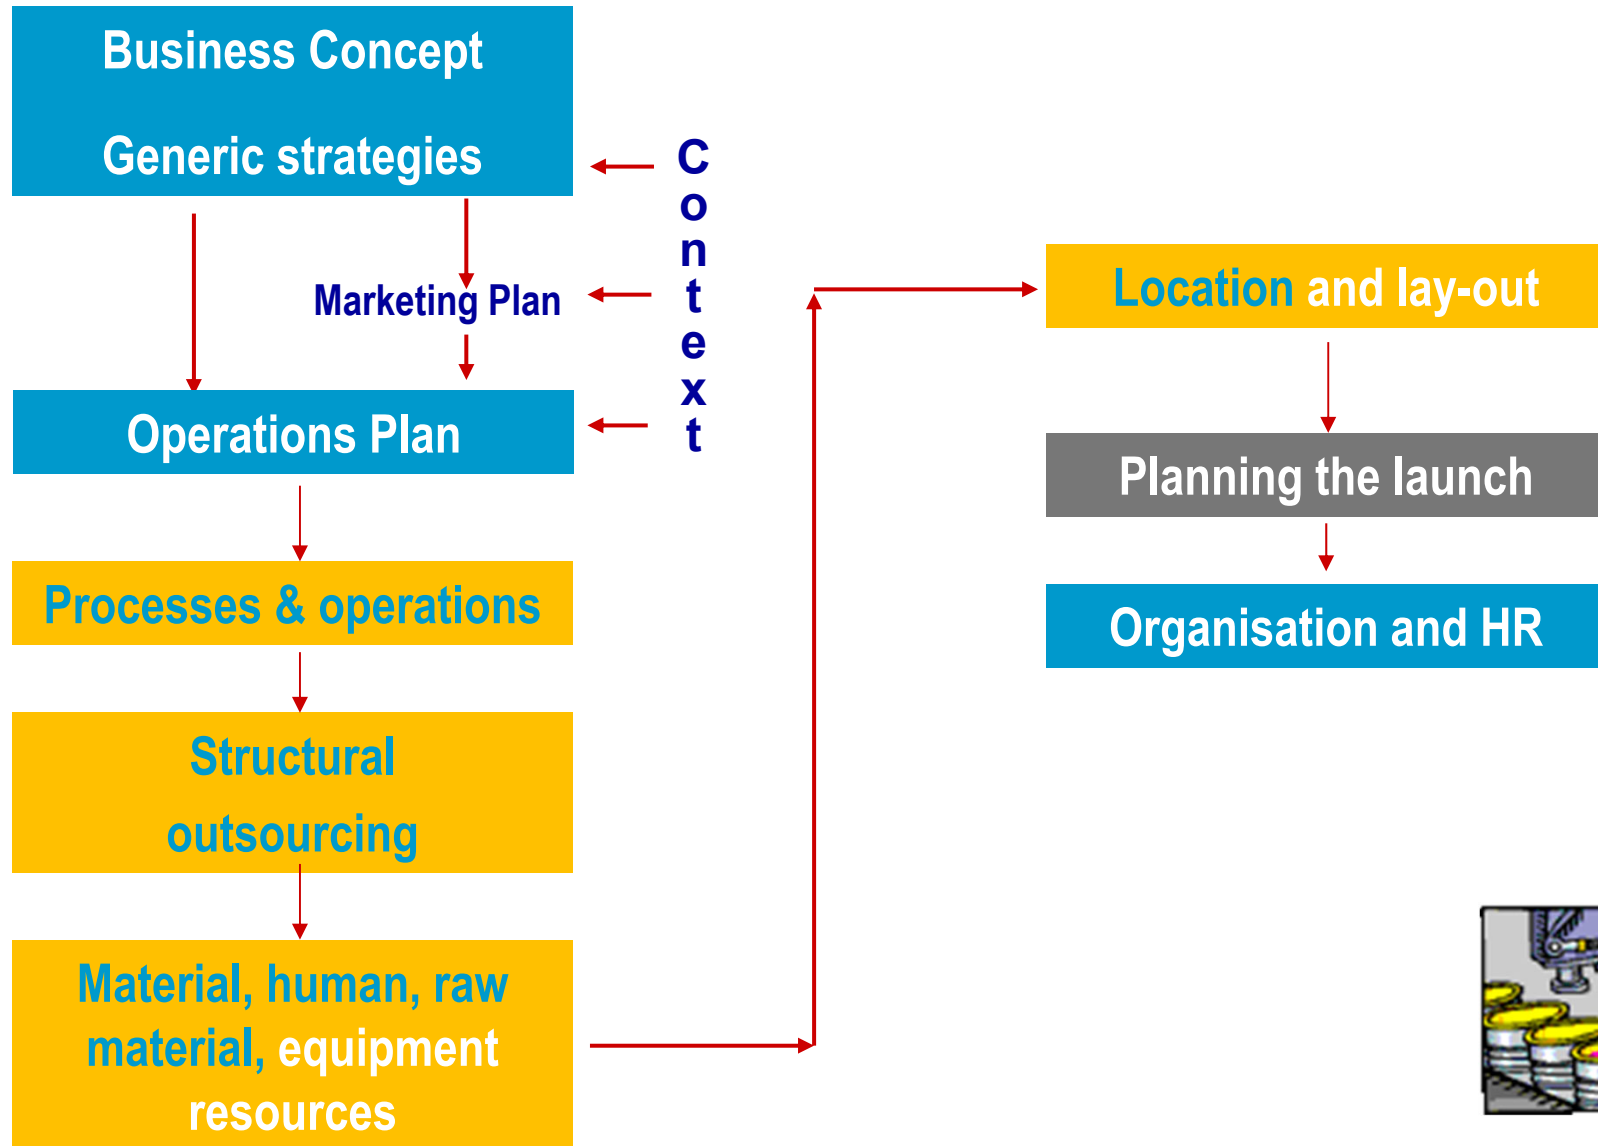 Business Concept
Generic strategies
Context
Marketing Plan
Operations Plan
Processes & operations
Structural
outsourcing
Material, human, raw
material, equipment
resources
Location and lay-out
Planning the launch
Organisation and HR